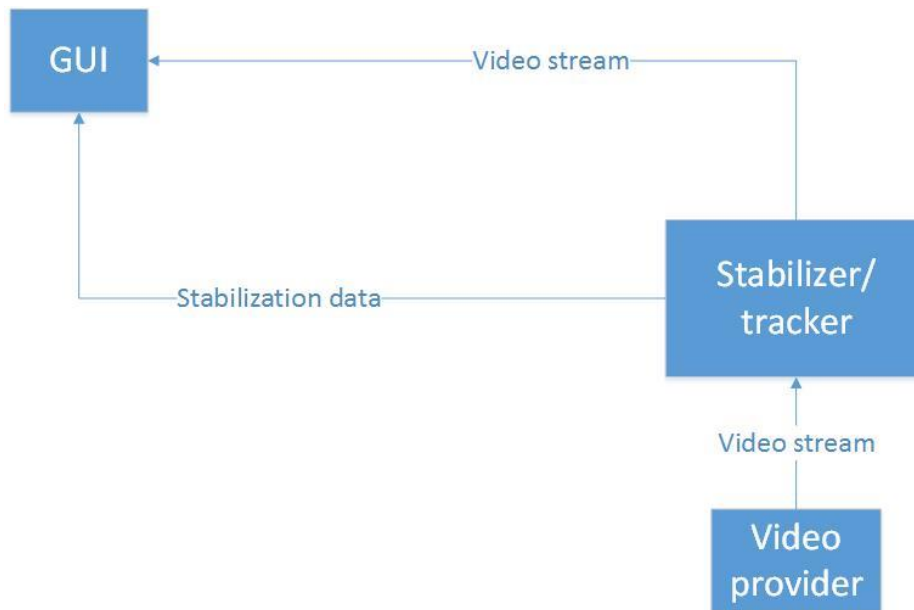 GUI
Video stream
Stabilizer/
tracker
Stabilization data
Video stream
Video
provider